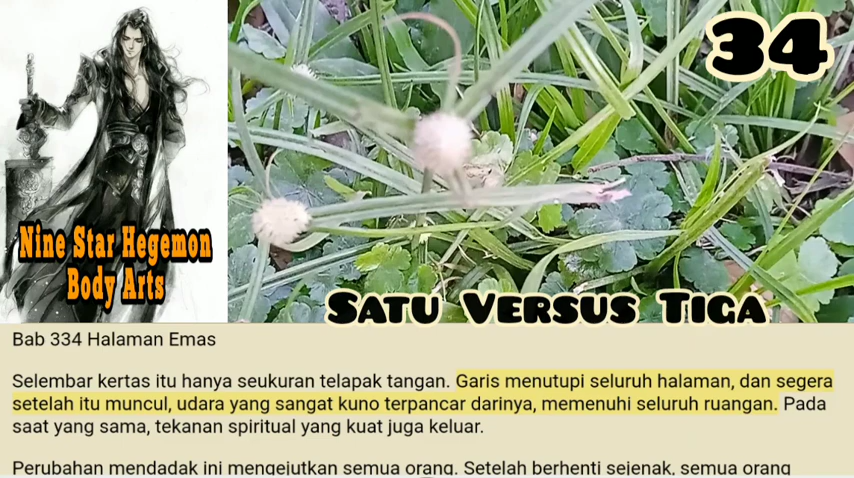 34
Nine Star Hegemon
Body Arts
Satu Versus Tiga
Bab 334 Halaman Emas
Selembar kertas itu hanya seukuran telapak tangan. Garis menutupi seluruh halaman, dan segera
setelah itu muncul, udara yang sangat kuno terpancar darinya, memenuhi seluruh ruangan. Pada
saat yang sama, tekanan spiritual yang kuat juga keluar.
Perubahan mendadak ini mengejutkan semua orang. Setelah berhenti sejenak, semua orang